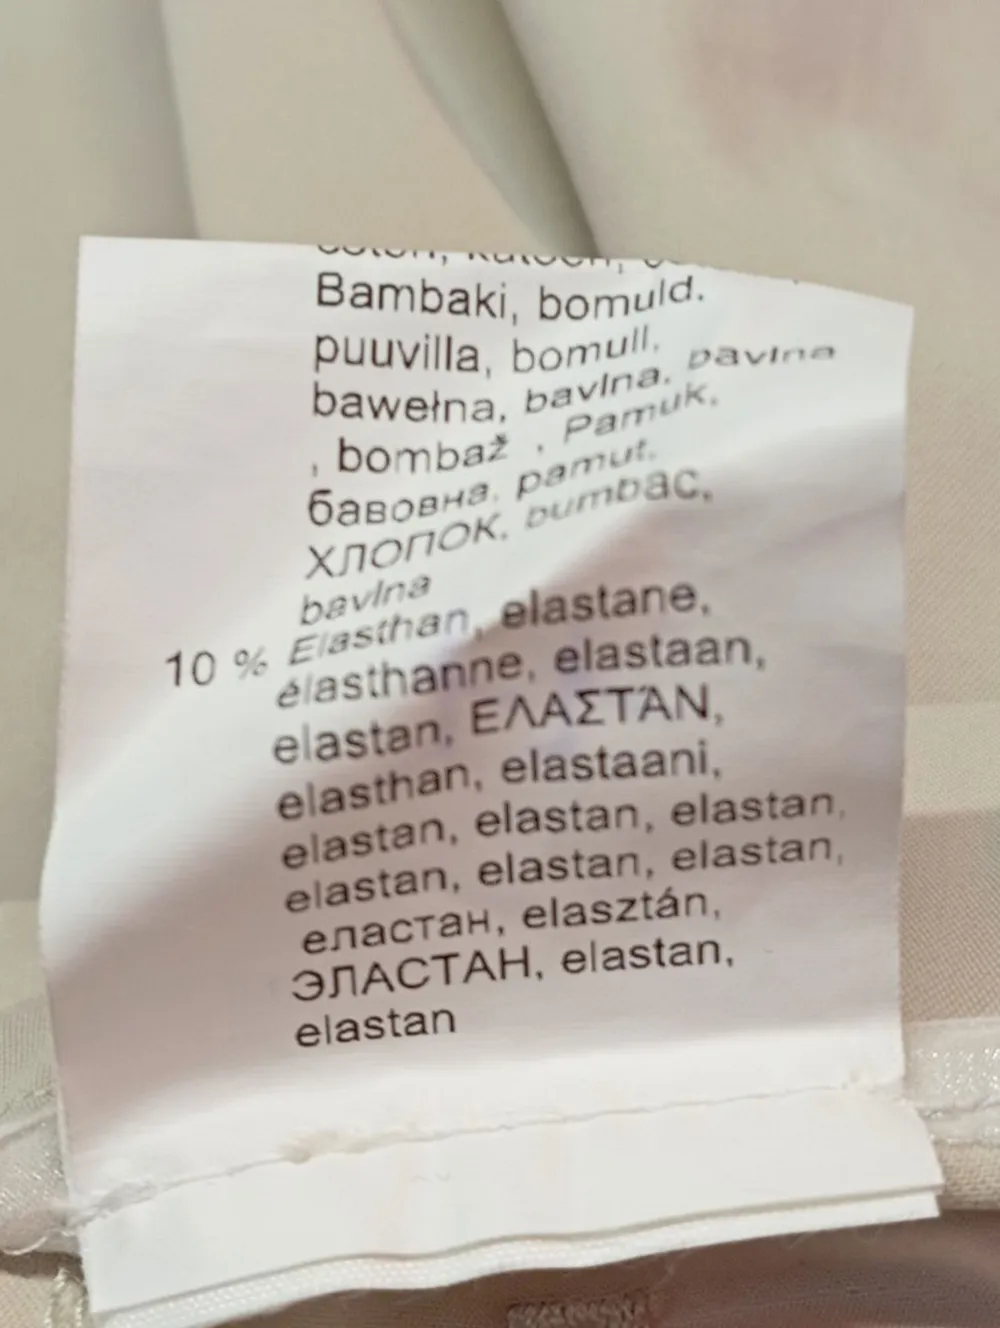 Bambaki, bomuld.
puuvilla, bomull,
bawełna, bavlna, bavlna
, bombaž , Pamuk,
бавовна, pamut,
ХЛОПОК, bumbac,
bavlna
10 % Elasthan, elastane,
élasthanne, elastaan,
elastan, ΕΛΑΣΤΆΝ,
elasthan, elastaani,
elastan, elastan, elastan,
elastan, elastan, elastan,
еластан, elasztán,
ЭЛАСТАН, elastan,
elastan